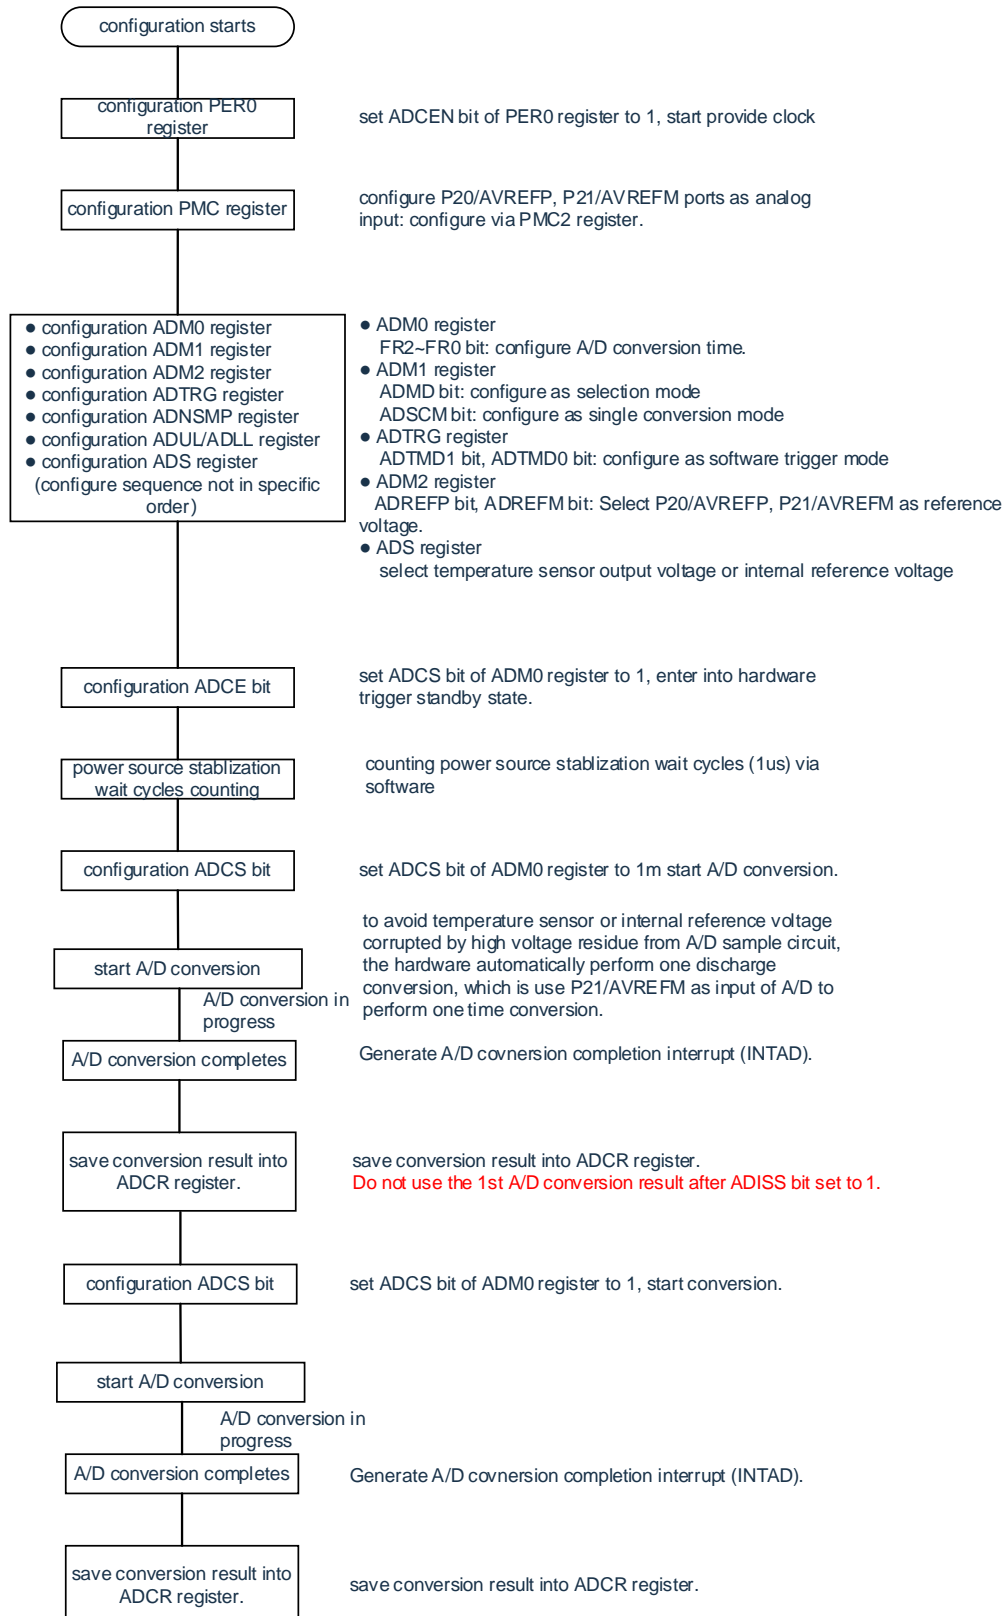 configuration starts
configuration PER0
register
set ADCEN bit of PER0 register to 1, start provide clock
configuration PMC register
configure P20/AVREFP, P21/AVREFM ports as analog
input: configure via PMC2 register.
● configuration ADM0 register
● configuration ADM1 register
● configuration ADM2 register
● configuration ADTRG register
● configuration ADNSMP register
● configuration ADUL/ADLL register
● configuration ADS register
(configure sequence not in specific
order)
● ADM0 register
FR2~FR0 bit: configure A/D conversion time.
● ADM1 register
ADMD bit: configure as selection mode
ADSCM bit: configure as single conversion mode
● ADTRG register
ADTMD1 bit, ADTMD0 bit: configure as software trigger mode
● ADM2 register
ADREFP bit, ADREFM bit: Select P20/AVREFP, P21/AVREFM as reference
voltage.
● ADS register
select temperature sensor output voltage or internal reference voltage
configuration ADCE bit
set ADCS bit of ADM0 register to 1, enter into hardware
trigger standby state.
power source stablization
wait cycles counting
counting power source stablization wait cycles (1us) via
software
configuration ADCS bit
set ADCS bit of ADM0 register to 1m start A/D conversion.
start A/D conversion
to avoid temperature sensor or internal reference voltage
corrupted by high voltage residue from A/D sample circuit,
the hardware automatically perform one discharge
conversion, which is use P21/AVREFM as input of A/D to
perform one time conversion.
A/D conversion in
progress
A/D conversion completes
Generate A/D covnersion completion interrupt (INTAD).
save conversion result into
ADCR register.
save conversion result into ADCR register.
Do not use the 1st A/D conversion result after ADISS bit set to 1.
configuration ADCS bit
set ADCS bit of ADM0 register to 1, start conversion.
start A/D conversion
A/D conversion in
progress
A/D conversion completes
Generate A/D covnersion completion interrupt (INTAD).
save conversion result into
ADCR register.
save conversion result into ADCR register.